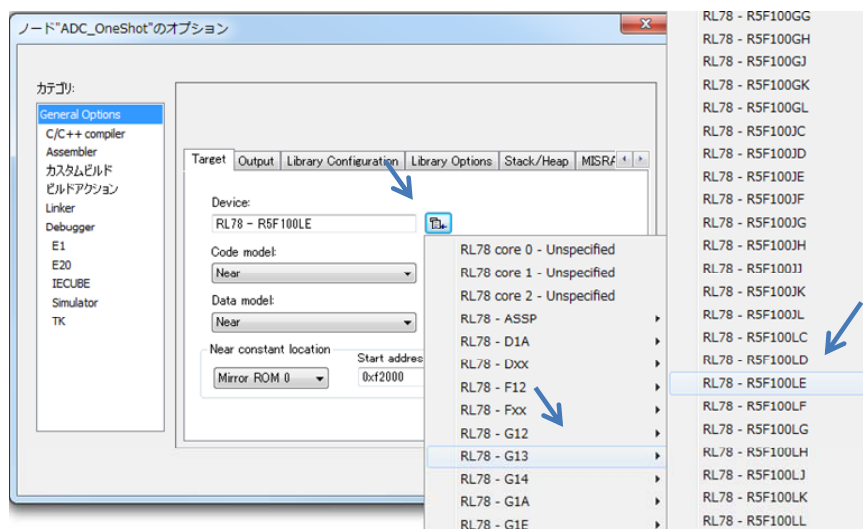 ノード"ADC_OneShot"のオプション
カテゴリ:
General Options
C/C++ compiler
Assembler
カスタムビルド
ビルドアクション
Linker
Debugger
E1
E20
IECUBE
Simulator
TK
Target
Output
Library Configuration
Library Options
Stack/Heap
MISRA
Device:
RL78 - R5F100LE
Code model:
Near
Data model:
Near
Near constant location
Mirror ROM 0
Start addres
0xf2000
RL78 core 0 - Unspecified
RL78 core 1 - Unspecified
RL78 core 2 - Unspecified
RL78 - ASSP
RL78 - D1A
RL78 - Dxx
RL78 - F12
RL78 - Fxx
RL78 - G12
RL78 - G13
RL78 - G14
RL78 - G1A
RL78 - G1E
RL78 - R5F100GG
RL78 - R5F100GH
RL78 - R5F100GJ
RL78 - R5F100GK
RL78 - R5F100GL
RL78 - R5F100JC
RL78 - R5F100JD
RL78 - R5F100JE
RL78 - R5F100JF
RL78 - R5F100JG
RL78 - R5F100JH
RL78 - R5F100JJ
RL78 - R5F100JK
RL78 - R5F100JL
RL78 - R5F100LC
RL78 - R5F100LD
RL78 - R5F100LE
RL78 - R5F100LF
RL78 - R5F100LG
RL78 - R5F100LH
RL78 - R5F100LJ
RL78 - R5F100LK
RL78 - R5F100LL